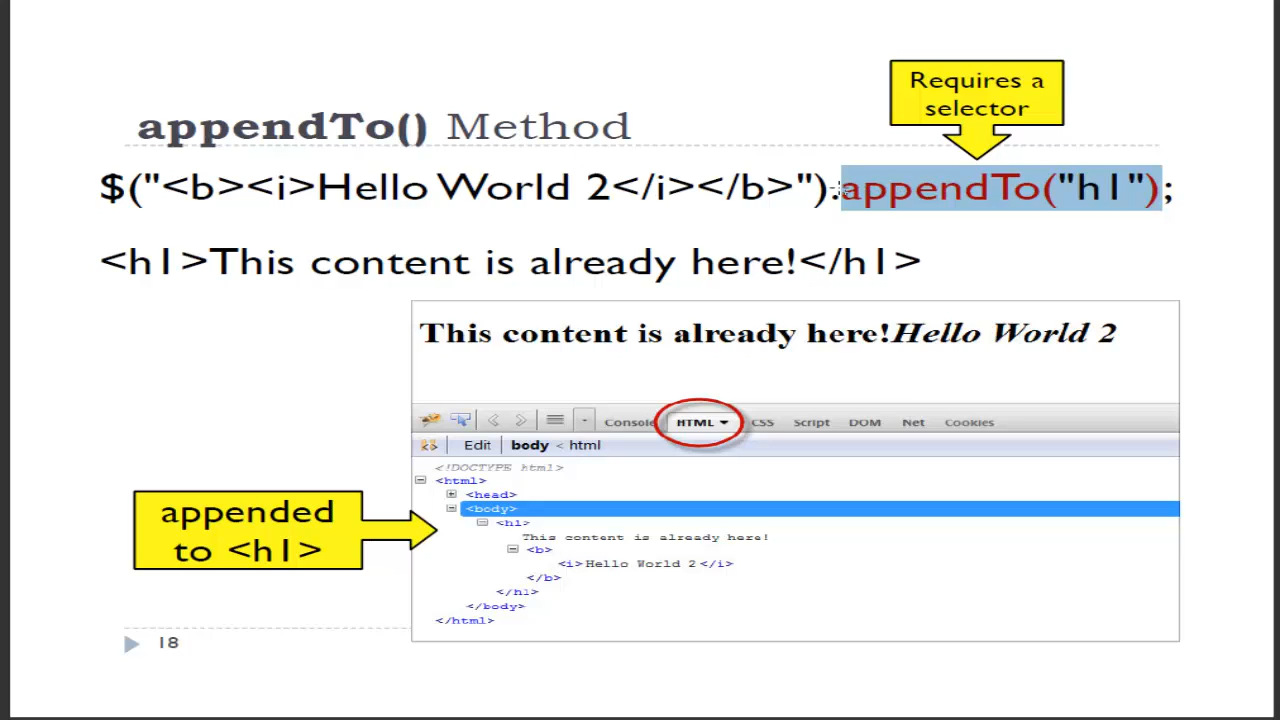 Requires a
selector
appendTo() Method
$("<b><i>Hello World 2</i></b>").appendTo("h1");
<h1>This content is already here!</h1>
This content is already here!Hello World 2
Console HTML CSS Script DOM Net Cookies
Edit body < html
<!DOCTYPE html>
<html>
<head>
<body>
<h1>
This content is already here!
<b>
<i>Hello World 2</i>
</b>
</h1>
</body>
</html>
appended
to <h1>
18